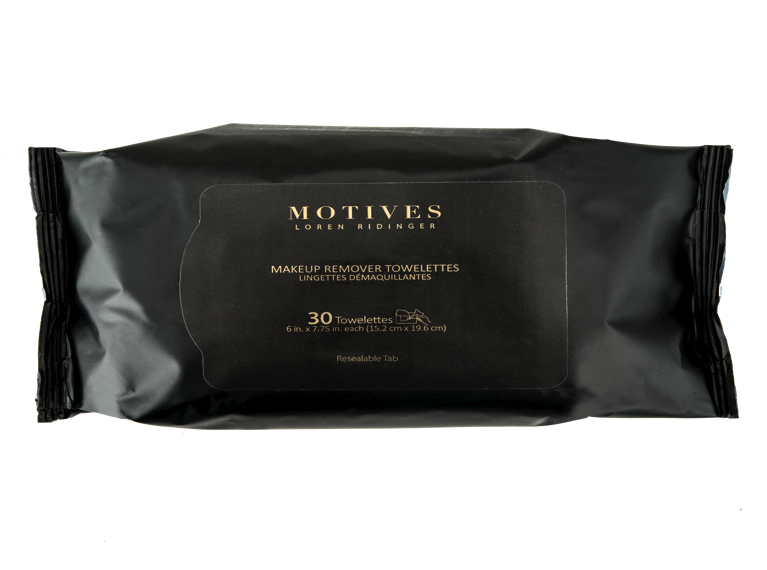 MOTIVES
LOREN RIDINGER
MAKEUP REMOVER TOWELETTES
LINGETTES DÉMAQUILLANTES
30 Towelettes
6 in. x 7.75 in. each (15.2 cm x 19.6 cm)
Resealable Tab